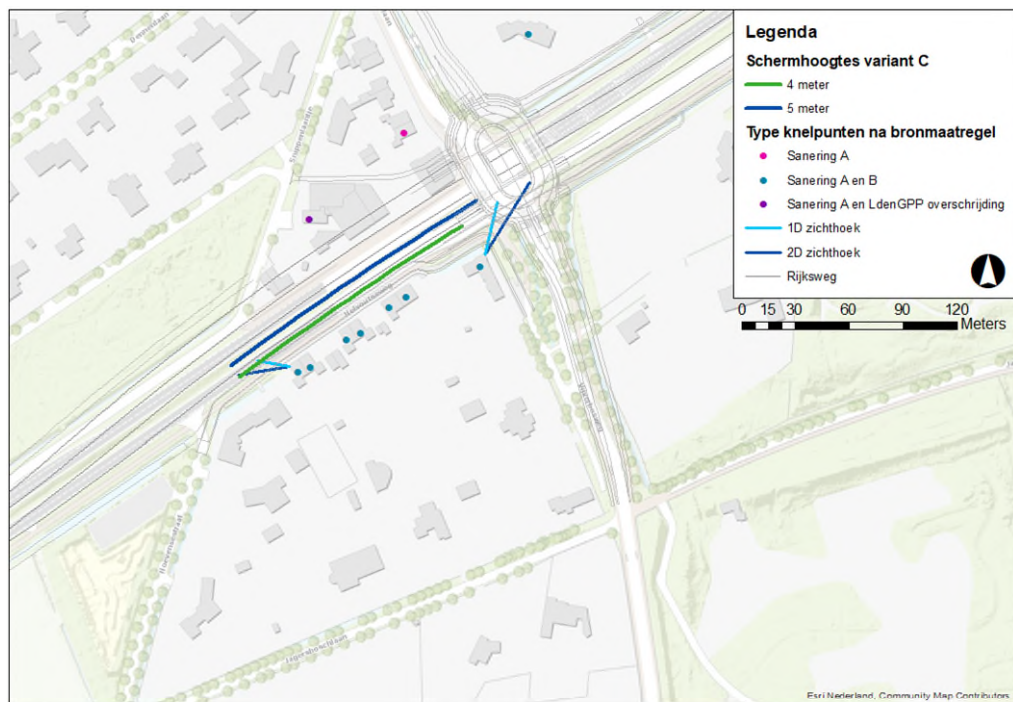 Legenda
Schermhoogtes variant C
4 meter
5 meter
Type knelpunten na bronmaatregel
Sanering A
Sanering A en B
Sanering A en LdenGPP overschrijding
1D zichthoek
2D zichthoek
Rijksweg
0 15 30 60 90 120
Meters
Jagersboschlaan
Esri Nederland, Community Map Contributors